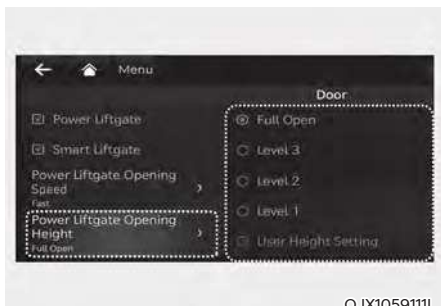 Menu
Door
Power Liftgate
Smart Liftgate
Power Liftgate Opening
Speed
Fast
Power Liftgate Opening
Height
Full Open
Full Open
Level 3
Level 2
Level 1
User Height Setting
OJX1059111L